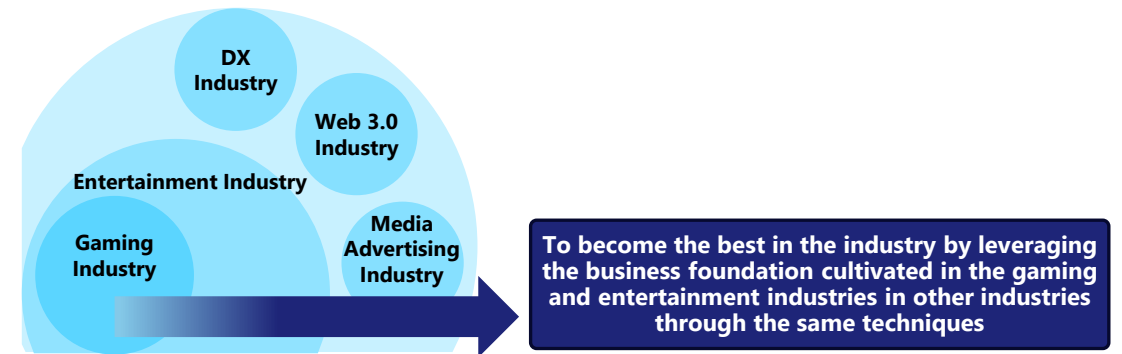 DX
Industry
Web 3.0
Industry
Entertainment Industry
Media
Advertising
Industry
Gaming
Industry
To become the best in the industry by leveraging
the business foundation cultivated in the gaming
and entertainment industries in other industries
through the same techniques